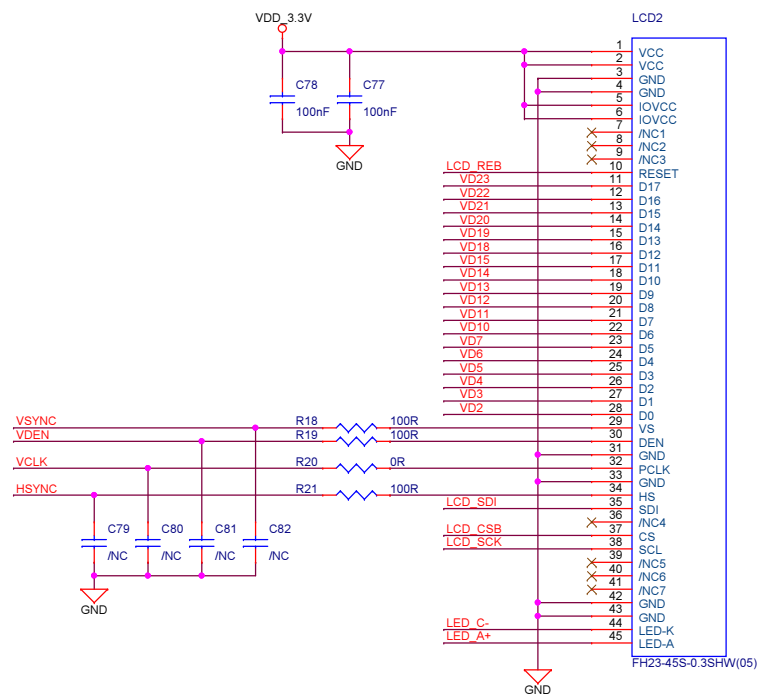 VDD_3.3V
LCD2
C78
100nF
C77
100nF
GND
1 VCC
2 VCC
3 GND
4 GND
5 IOVCC
6 IOVCC
7 /NC1
8 /NC2
9 /NC3
LCD_REB 10 RESET
VD23 11 D17
VD22 12 D16
VD21 13 D15
VD20 14 D14
VD19 15 D13
VD18 16 D12
VD15 17 D11
VD14 18 D10
VD13 19 D9
VD12 20 D8
VD11 21 D7
VD10 22 D6
VD7 23 D5
VD6 24 D4
VD5 25 D3
VD4 26 D2
VD3 27 D1
VD2 28 D0
VSYNC R18 100R 29 VS
VDEN R19 100R 30 DEN
31 GND
VCLK R20 0R 32 PCLK
33 GND
HSYNC R21 100R 34 HS
LCD_SDI 35 SDI
36 /NC4
LCD_CSB 37 CS
LCD_SCK 38 SCL
39 /NC5
40 /NC6
41 /NC7
42 GND
43 GND
LED_C- 44 LED-K
LED_A+ 45 LED-A
C79 C80 C81 C82
/NC /NC /NC /NC
GND
FH23-45S-0.3SHW(05)
GND